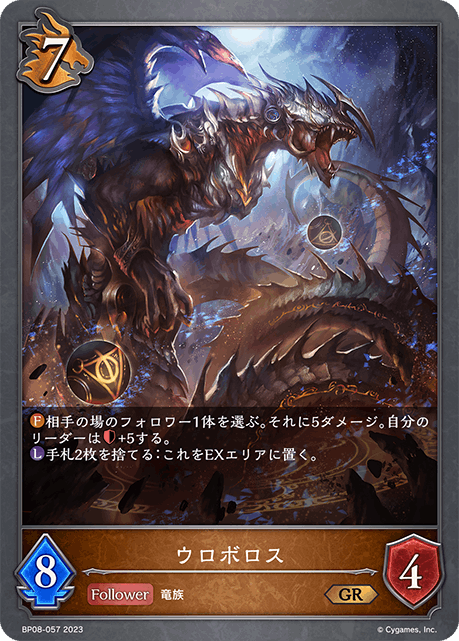 7
F相手の場のフォロワー1体を選ぶ。それに5ダメージ。自分の
リーダーは+5する。
L手札2枚を捨てる：これをEXエリアに置く。
ウロボロス
8
Follower 竜族
GR
4
BP08-057 2023
© Cygames, Inc.